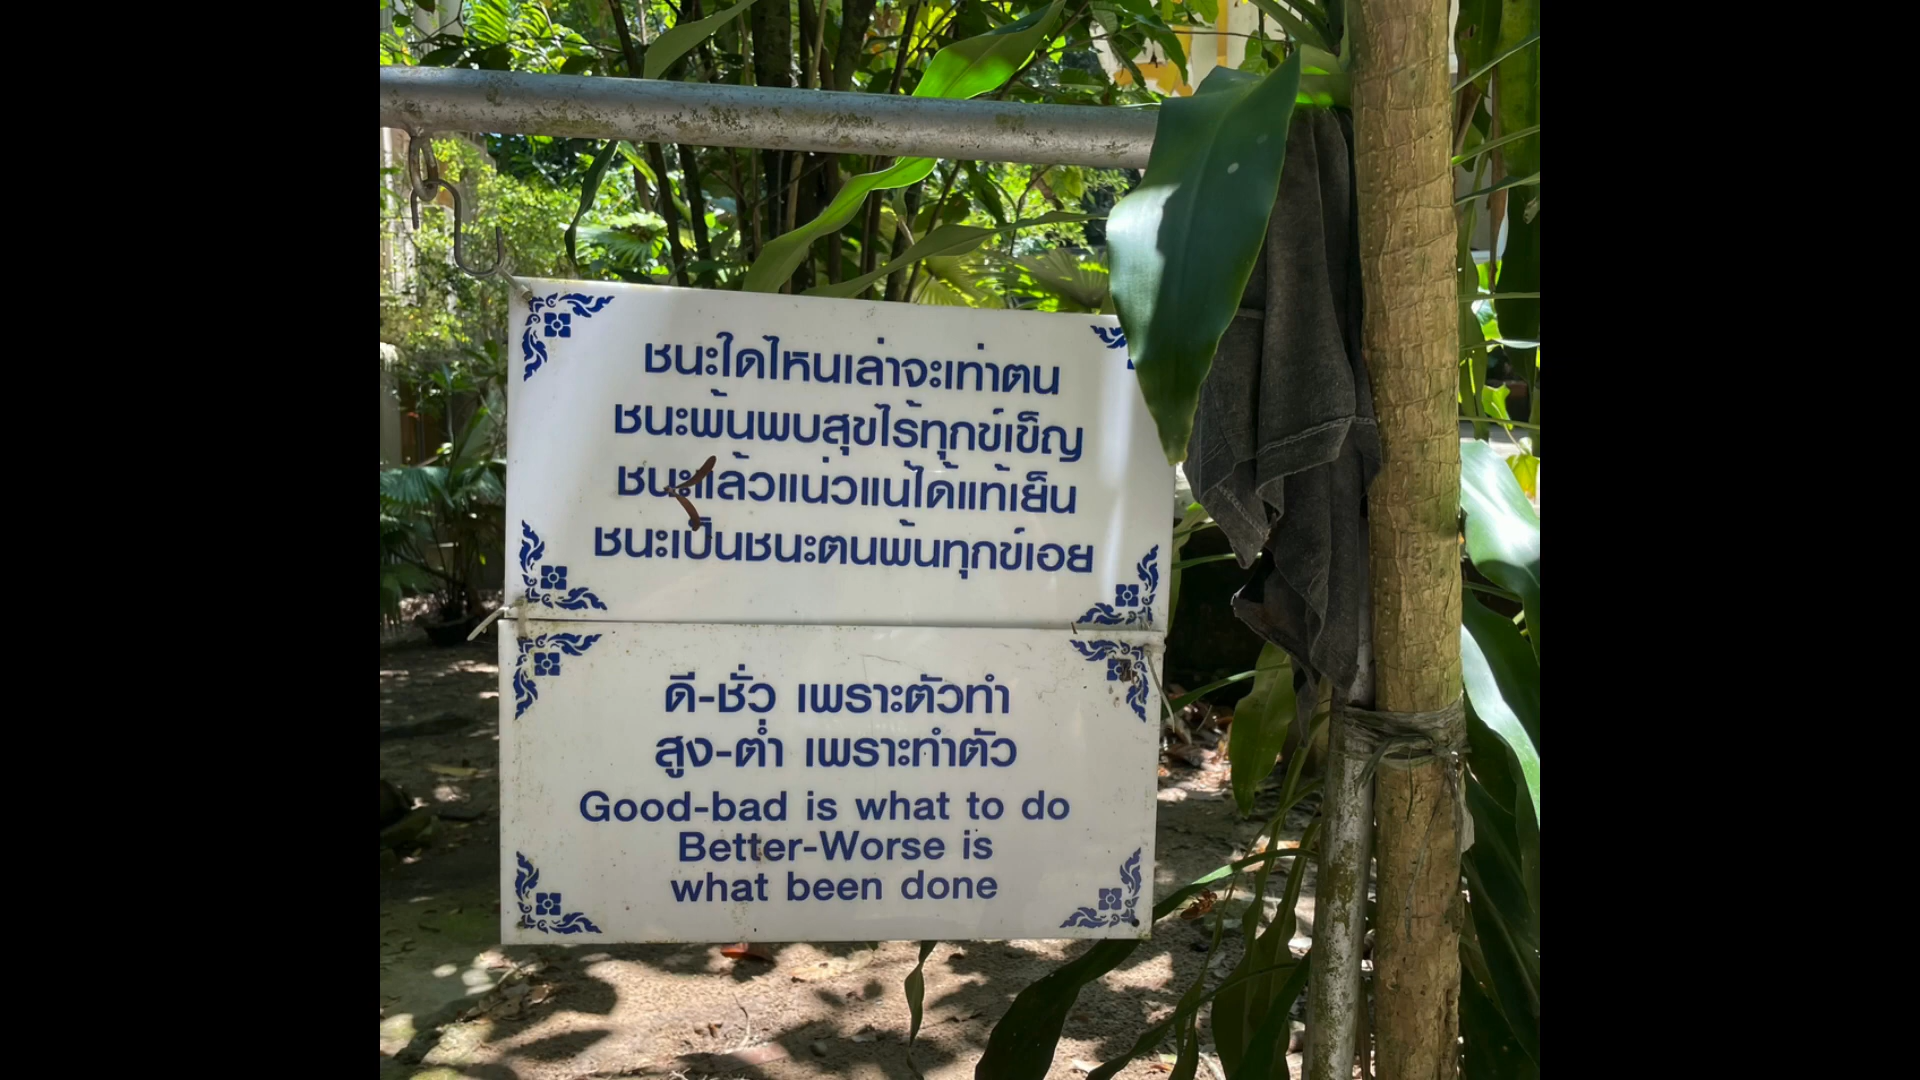 ชนะใดไหนเล่าจะเท่าตน
ชนะพ้นพบสุขไร้ทุกข์เข็ญ
ชนะแล้วแน่วแน่ได้แท้เย็น
ชนะเป็นชนะตนพ้นทุกข์เอย
ดี-ชั่ว เพราะตัวทำ
สูง-ต่ำ เพราะทำตัว
Good-bad is what to do
Better-Worse is
what been done